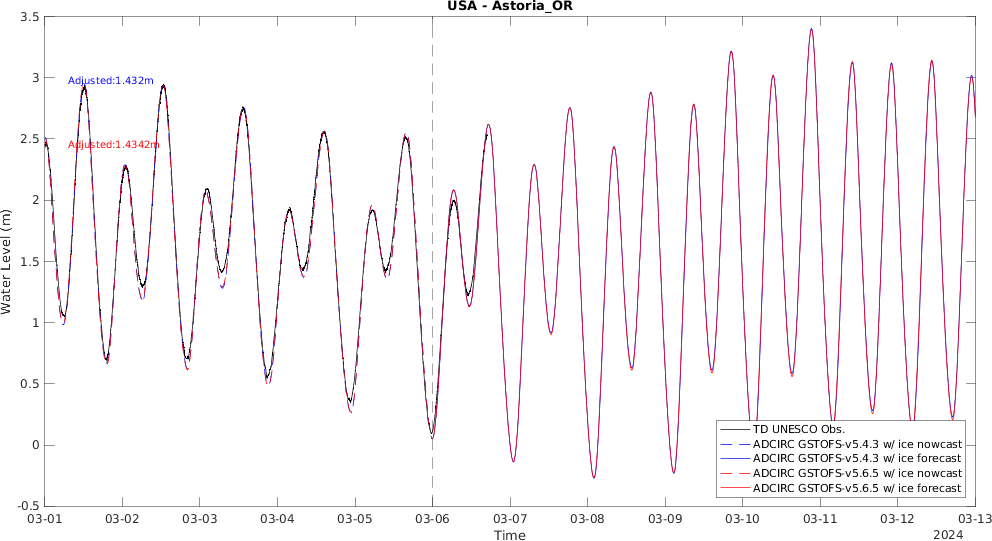 USA - Astoria_OR
3.5
3
2.5
2
1.5
1
0.5
0
-0.5
Water Level (m)
Adjusted:1.432m
Adjusted:1.4342m
TD UNESCO Obs.
ADCIRC GSTOFS-v5.4.3 w/ ice nowcast
ADCIRC GSTOFS-v5.4.3 w/ ice forecast
ADCIRC GSTOFS-v5.6.5 w/ ice nowcast
ADCIRC GSTOFS-v5.6.5 w/ ice forecast
03-01 03-02 03-03 03-04 03-05 03-06 03-07 03-08 03-09 03-10 03-11 03-12 03-13
Time
2024